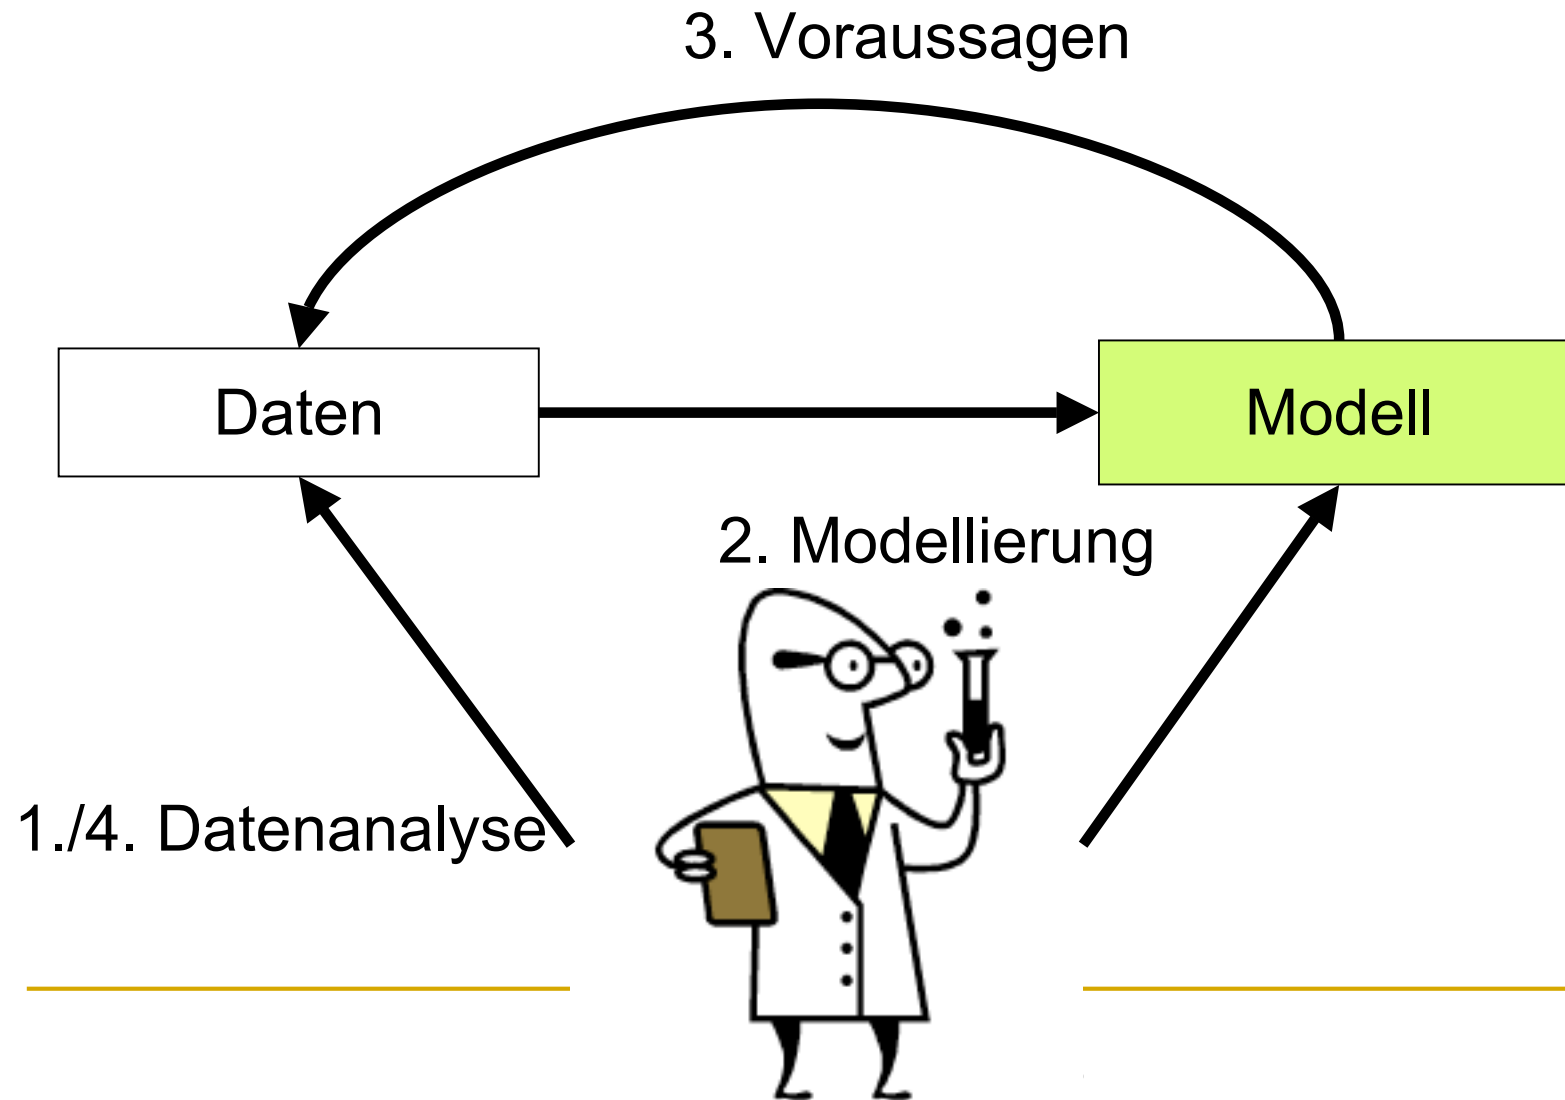 3. Voraussagen
Daten
Modell
2. Modellierung
1./4. Datenanalyse